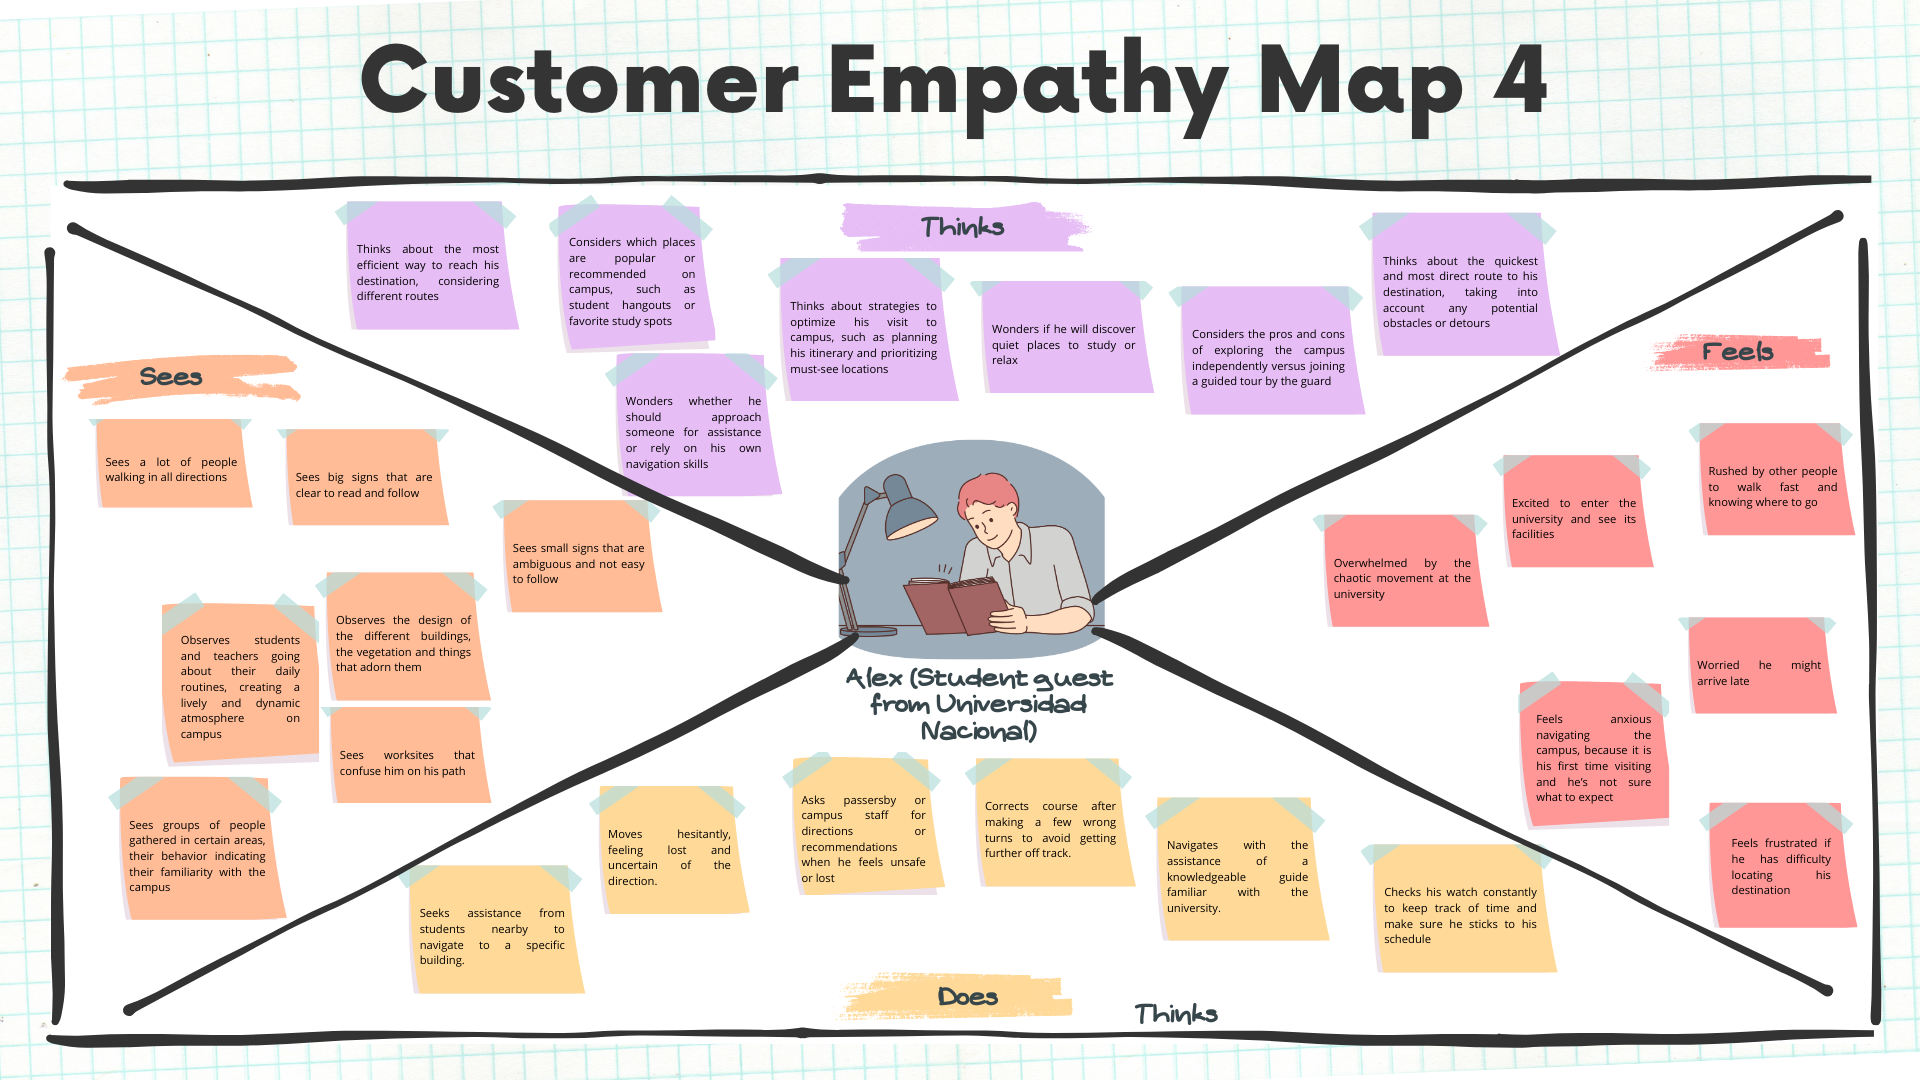 Customer Empathy Map 4
Thinks
Thinks about the most
efficient way to reach his
destination, considering
different routes
Considers which places
are popular or
recommended on
campus, such as
student hangouts or
favorite study spots
Thinks about strategies to
optimize his visit to
campus, such as planning
his itinerary and prioritizing
must-see locations
Wonders if he will discover
quiet places to study or
relax
Considers the pros and cons
of exploring the campus
independently versus joining
a guided tour by the guard
Thinks about the quickest
and most direct route to his
destination, taking into
account any potential
obstacles or detours
Wonders whether he
should approach
someone for assistance
or rely on his own
navigation skills
Sees
Sees a lot of people
walking in all directions
Sees big signs that are
clear to read and follow
Sees small signs that are
ambiguous and not easy
to follow
Observes students
and teachers going
about their daily
routines, creating a
lively and dynamic
atmosphere on
campus
Observes the design of
the different buildings,
the vegetation and things
that adorn them
Sees worksites that
confuse him on his path
Sees groups of people
gathered in certain areas,
their behavior indicating
their familiarity with the
campus
Alex (Student guest
from Universidad
Nacional)
Feels
Rushed by other people
to walk fast and
knowing where to go
Excited to enter the
university and see its
facilities
Overwhelmed by the
chaotic movement at the
university
Worried he might
arrive late
Feels anxious
navigating the
campus, because it is
his first time visiting
and he's not sure
what to expect
Feels frustrated if
he has difficulty
locating his
destination
Seeks assistance from
students nearby to
navigate to a specific
building.
Moves hesitantly,
feeling lost and
uncertain of the
direction.
Asks passersby or
campus staff for
directions or
recommendations
when he feels unsafe
or lost
Corrects course after
making a few wrong
turns to avoid getting
further off track.
Navigates with the
assistance of a
knowledgeable guide
familiar with the
university.
Checks his watch constantly
to keep track of time and
make sure he sticks to his
schedule
Does
Thinks